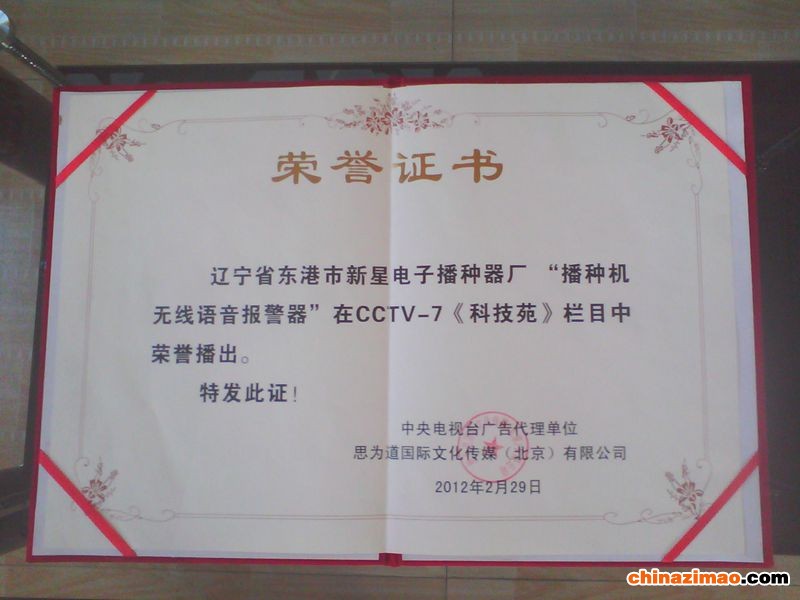 荣誉证书
辽宁省东港市新星电子播种器厂 “播种机
无线语音报警器”在CCTV-7《科技苑》栏目中
荣誉播出。
特发此证!
中央电视台广告代理单位
思为道国际文化传媒（北京）有限公司
2012年2月29日
chinazimao.com